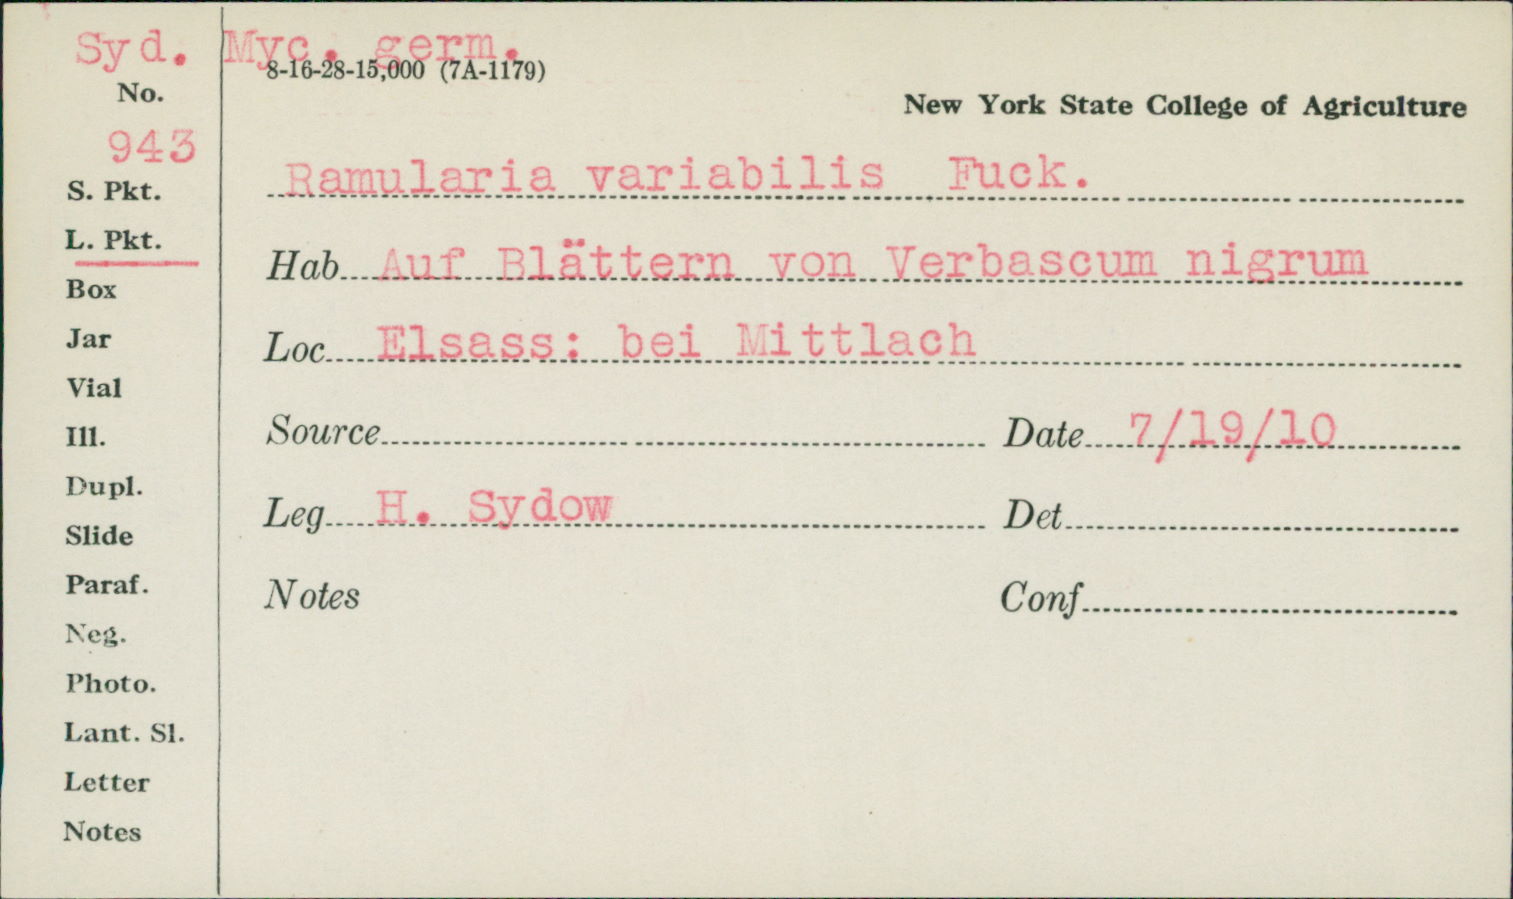 Syd. Myc. germ.
8-16-28-15,000 (7A-1179)
No.
943
New York State College of Agriculture
S. Pkt.
Ramularia variabilis Fuck.
L. Pkt.
Hab Auf Blättern von Verbascum nigrum
Box
Jar
Loc Elsass: bei Mittlach
Vial
Ill.
Source Date 7/19/10
Dupl.
Leg H. Sydow Det
Slide
Paraf.
Notes Conf
Neg.
Photo.
Lant. Sl.
Letter
Notes